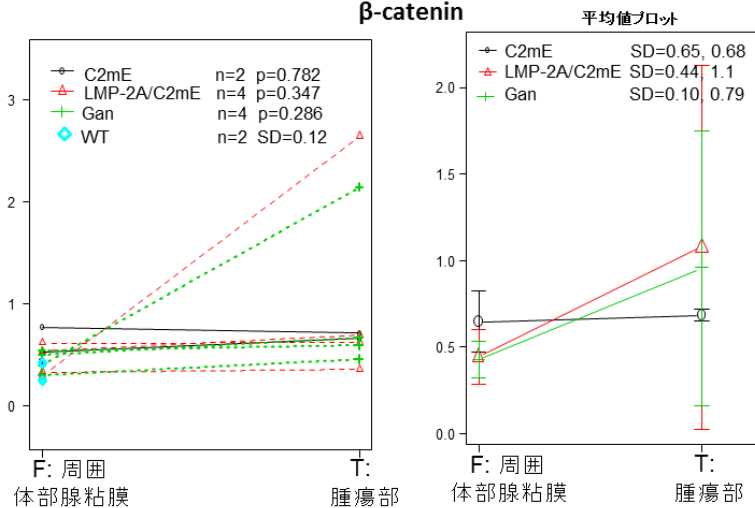 β-catenin
C2mE n=2 p=0.782
LMP-2A/C2mE n=4 p=0.347
Gan n=4 p=0.286
WT n=2 SD=0.12
3
2
1
0
F: 周囲
体部腺粘膜
T:
腫瘍部
平均値プロット
C2mE SD=0.65, 0.68
LMP-2A/C2mE SD=0.44, 1.1
Gan SD=0.10, 0.79
2.0
1.5
1.0
0.5
0.0
F: 周囲
体部腺粘膜
T:
腫瘍部